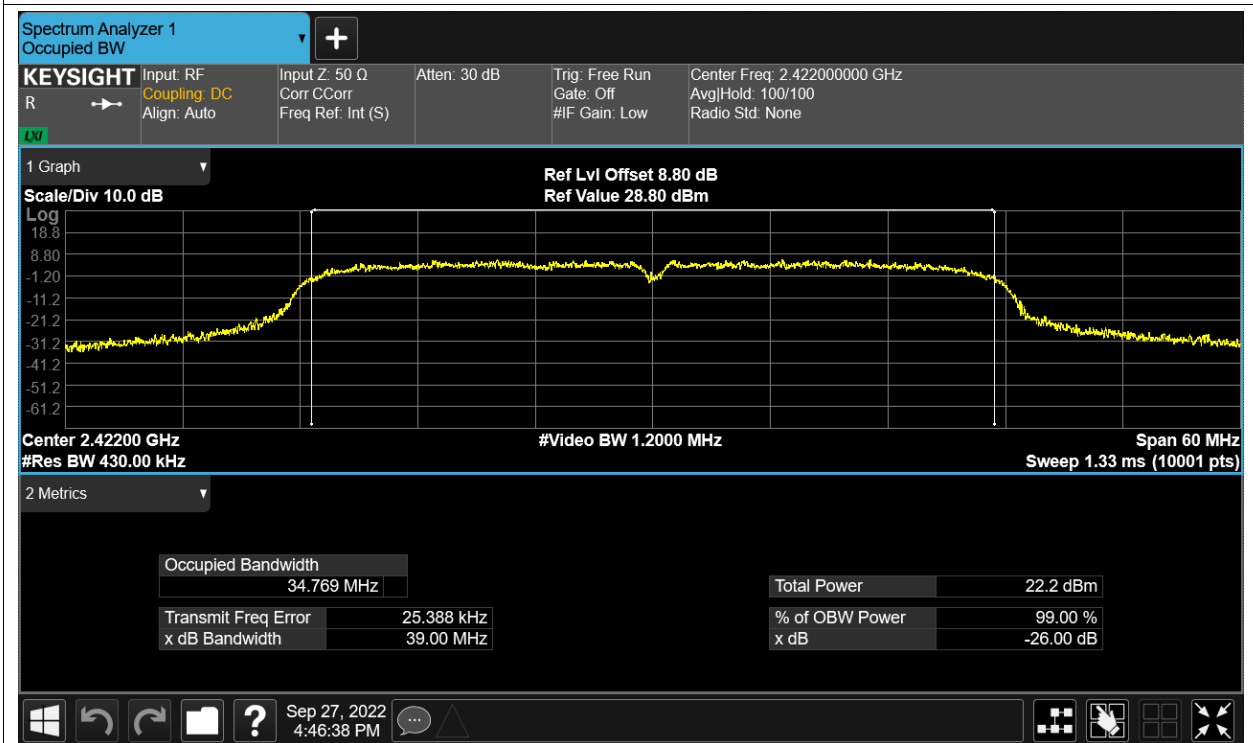 Spectrum Analyzer 1
Occupied BW
KEYSIGHT
R
LXI
Input: RF
Coupling: DC
Align: Auto
Input Z: 50 Ω
Corr CCorr
Freq Ref: Int (S)
Atten: 30 dB
Trig: Free Run
Gate: Off
#IF Gain: Low
Center Freq: 2.422000000 GHz
Avg|Hold: 100/100
Radio Std: None
1 Graph
Scale/Div 10.0 dB
Ref Lvl Offset 8.80 dB
Ref Value 28.80 dBm
Log
18.8
8.80
-1.20
-11.2
-21.2
-31.2
-41.2
-51.2
-61.2
Center 2.42200 GHz
#Video BW 1.2000 MHz
Span 60 MHz
#Res BW 430.00 kHz
Sweep 1.33 ms (10001 pts)
2 Metrics
Occupied Bandwidth
34.769 MHz
Total Power 22.2 dBm
Transmit Freq Error 25.388 kHz
% of OBW Power 99.00 %
x dB Bandwidth 39.00 MHz
x dB -26.00 dB
?
Sep 27, 2022
4:46:38 PM